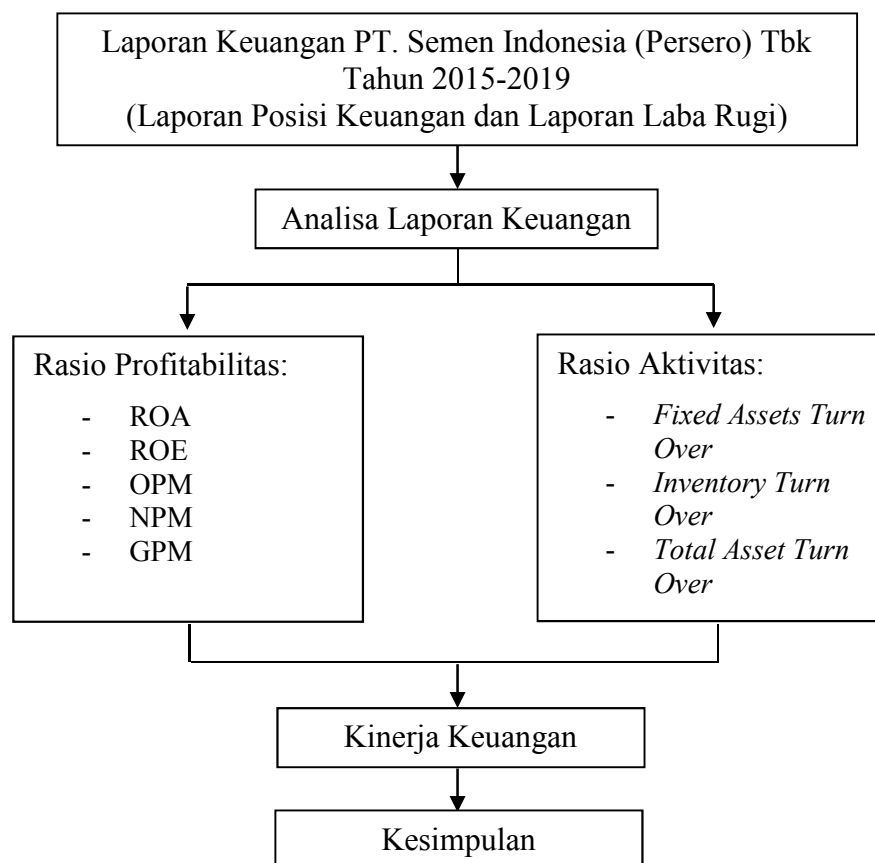 Laporan Keuangan PT. Semen Indonesia (Persero) Tbk
Tahun 2015-2019
(Laporan Posisi Keuangan dan Laporan Laba Rugi)
Analisa Laporan Keuangan
Rasio Profitabilitas:
- ROA
- ROE
- OPM
- NPM
- GPM
Rasio Aktivitas:
- Fixed Assets Turn
Over
- Inventory Turn
Over
- Total Asset Turn
Over
Kinerja Keuangan
Kesimpulan